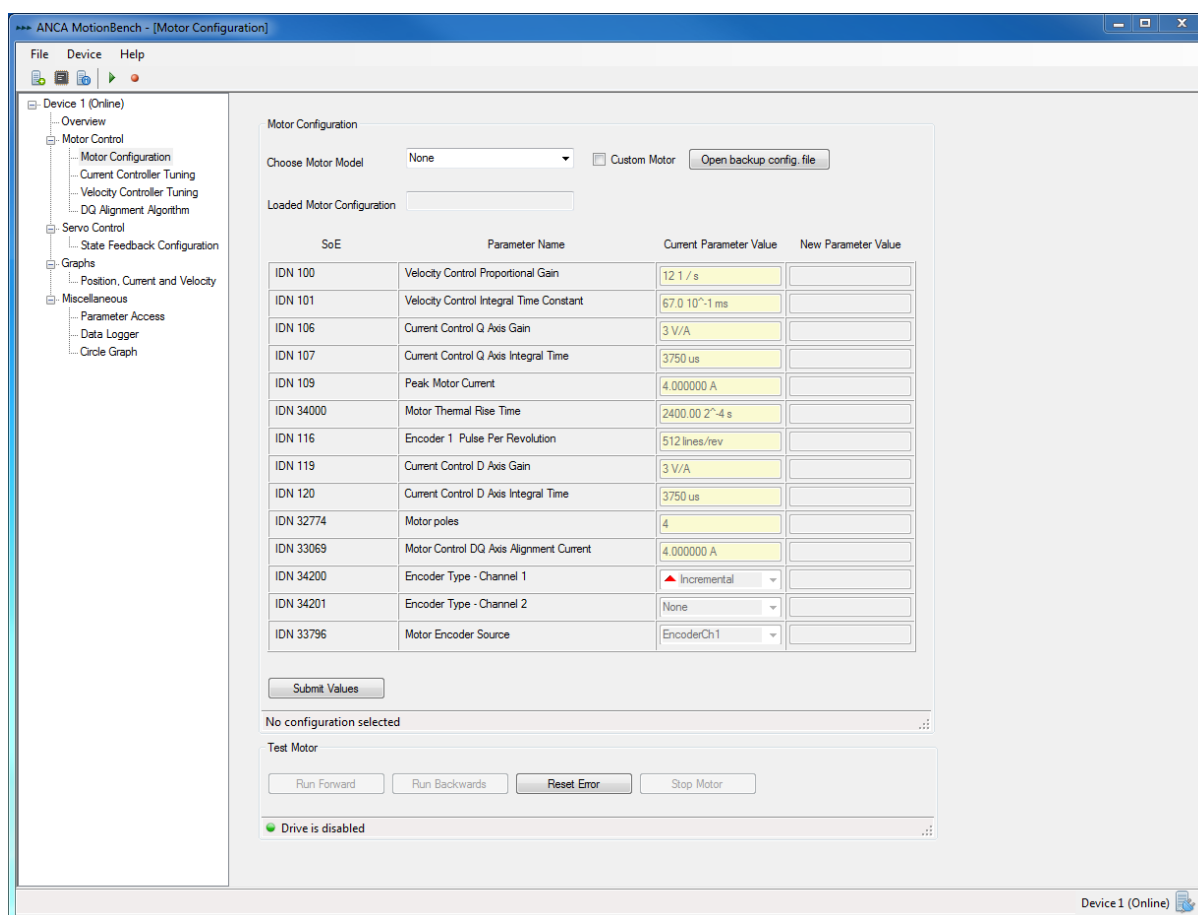 ANCA MotionBench - [Motor Configuration]
File Device Help
Device 1 (Online)
Overview
Motor Control
Motor Configuration
Current Controller Tuning
Velocity Controller Tuning
DQ Alignment Algorithm
Servo Control
State Feedback Configuration
Graphs
Position, Current and Velocity
Miscellaneous
Parameter Access
Data Logger
Circle Graph
Motor Configuration
Choose Motor Model None Custom Motor Open backup config. file
Loaded Motor Configuration
SoE Parameter Name Current Parameter Value New Parameter Value
IDN 100 Velocity Control Proportional Gain 12 1 / s
IDN 101 Velocity Control Integral Time Constant 67.0 10^-1 ms
IDN 106 Current Control Q Axis Gain 3 V/A
IDN 107 Current Control Q Axis Integral Time 3750 us
IDN 109 Peak Motor Current 4.000000 A
IDN 34000 Motor Thermal Rise Time 2400.00 2^-4 s
IDN 116 Encoder 1 Pulse Per Revolution 512 lines/rev
IDN 119 Current Control D Axis Gain 3 V/A
IDN 120 Current Control D Axis Integral Time 3750 us
IDN 32774 Motor poles 4
IDN 33069 Motor Control DQ Axis Alignment Current 4.000000 A
IDN 34200 Encoder Type - Channel 1 Incremental
IDN 34201 Encoder Type - Channel 2 None
IDN 33796 Motor Encoder Source EncoderCh1
Submit Values
No configuration selected
Test Motor
Run Forward Run Backwards Reset Error Stop Motor
Drive is disabled
Device 1 (Online)